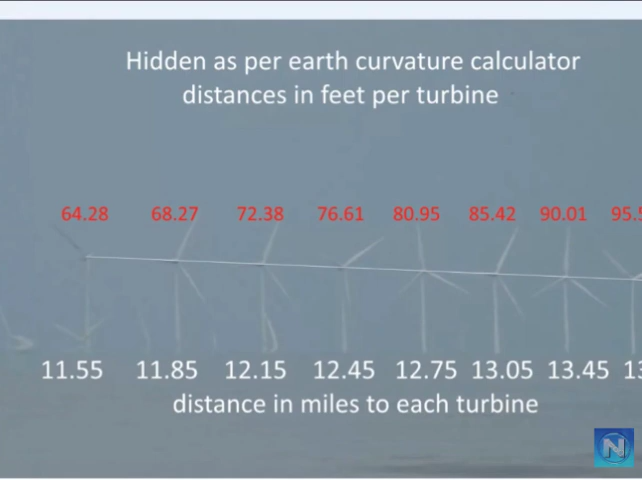 Hidden as per earth curvature calculator
distances in feet per turbine
64.28 68.27 72.38 76.61 80.95 85.42 90.01
11.55 11.85 12.15 12.45 12.75 13.05 13.45
distance in miles to each turbine
N